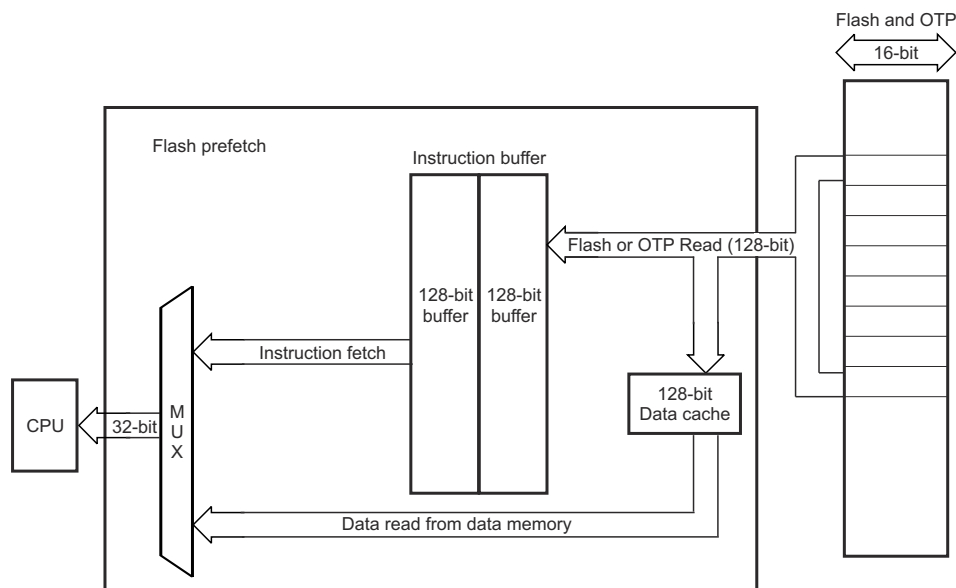 Flash and OTP
16-bit
Flash prefetch
Instruction buffer
Flash or OTP Read (128-bit)
128-bit
buffer
128-bit
buffer
Instruction fetch
128-bit
Data cache
CPU
32-bit
M
U
X
Data read from data memory